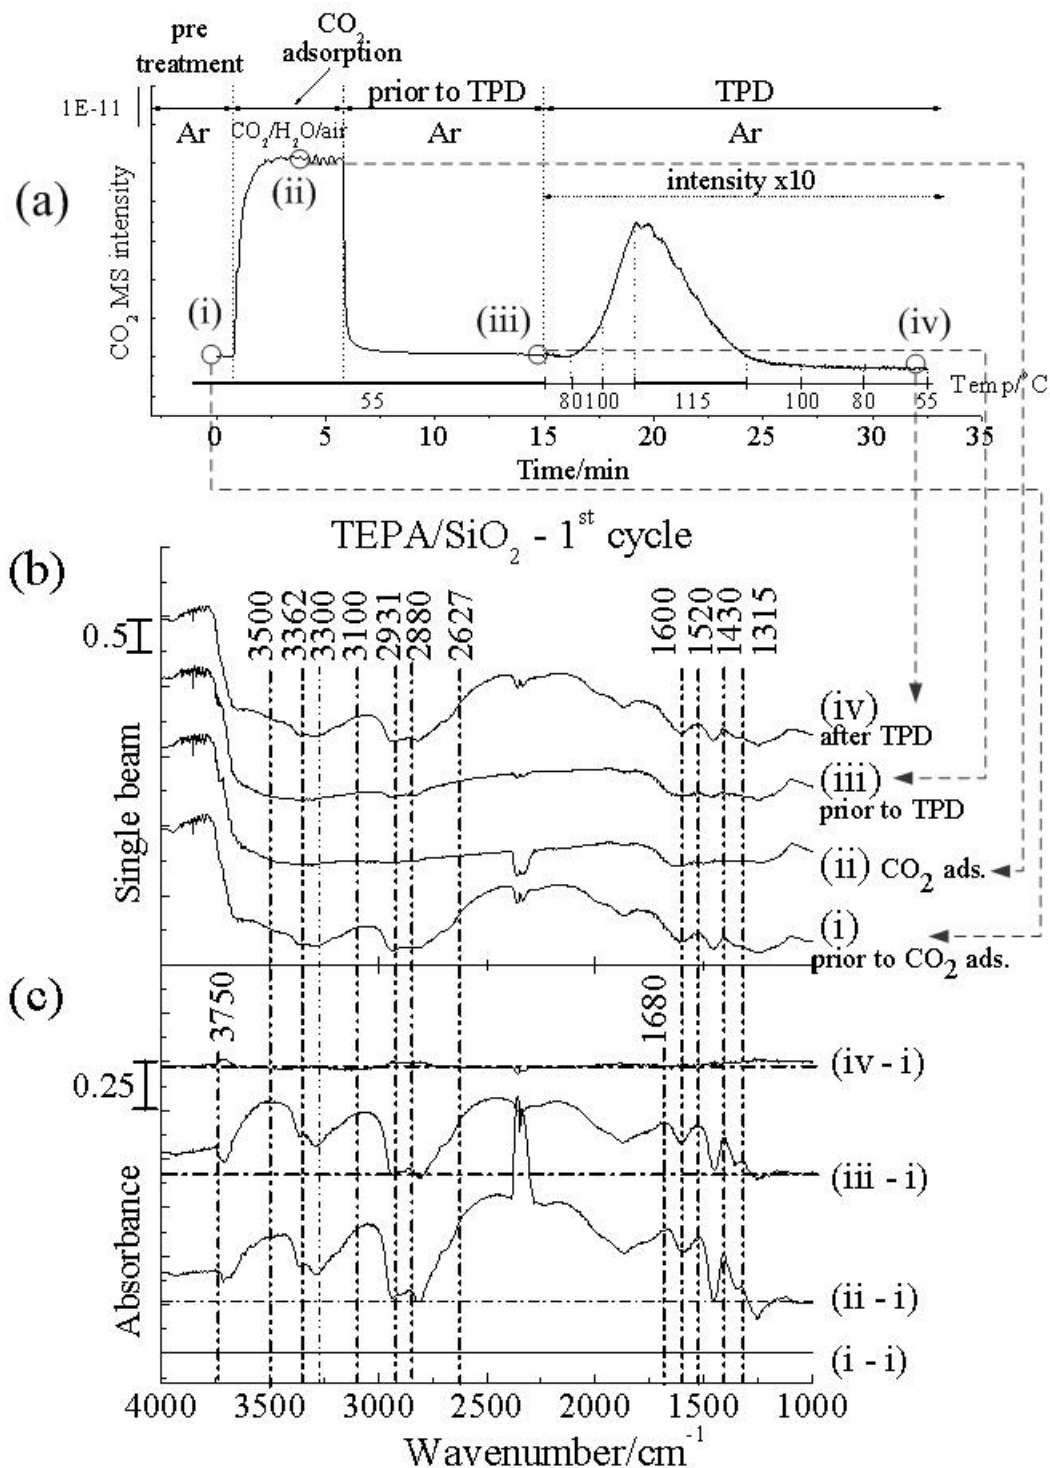 pre
treatment
CO2
adsorption
prior to TPD
TPD
1E-11
Ar
CO2/H2O/air
Ar
Ar
(a)
CO2 MS intensity
(i)
(ii)
(iii)
intensity x10
(iv)
55
80
100
115
100
80
55
Temp/°C
0
5
10
15
20
25
30
35
Time/min
(b)
TEPA/SiO2 - 1st cycle
0.5
Single beam
3500
3362
3300
3100
2931
2880
2627
1600
1520
1430
1315
(iv)
after TPD
(iii)
prior to TPD
(ii) CO2 ads.
(i)
prior to CO2 ads.
(c)
3750
1680
0.25
Absorbance
(iv - i)
(iii - i)
(ii - i)
(i - i)
4000
3500
3000
2500
2000
1500
1000
Wavenumber/cm-1